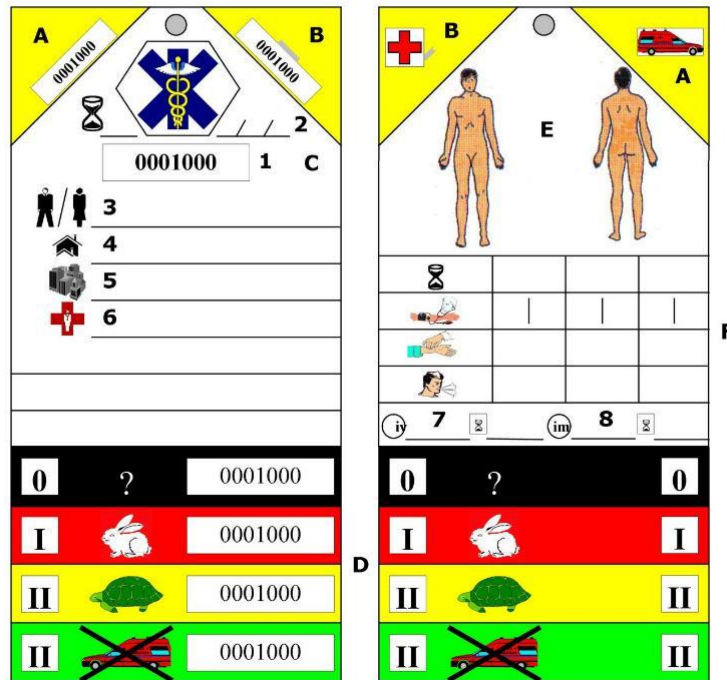 A
0001000
0001000
B
2
0001000 1 C
3
4
5
6
0 ? 0001000
I 0001000
II 0001000
II 0001000
D
B
A
E
F
iv 7 im 8
0 ? 0
I I
II II
II II